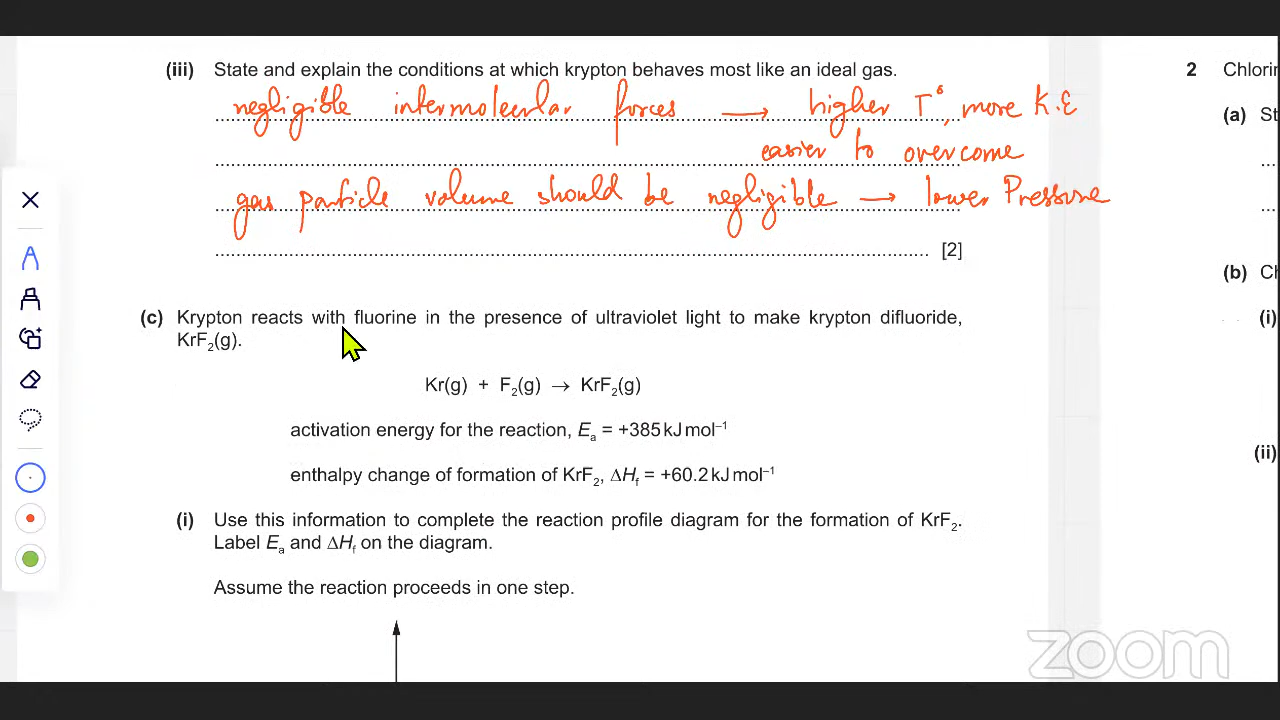 (iii) State and explain the conditions at which krypton behaves most like an ideal gas.
negligible intermolecular forces → higher T°, more K.E
easier to overcome
gas particle volume should be negligible → lower Pressure
[2]
(c) Krypton reacts with fluorine in the presence of ultraviolet light to make krypton difluoride,
KrF₂(g).
Kr(g) + F₂(g) → KrF₂(g)
activation energy for the reaction, Eₐ = +385 kJ mol⁻¹
enthalpy change of formation of KrF₂, ΔH_f = +60.2 kJ mol⁻¹
(i) Use this information to complete the reaction profile diagram for the formation of KrF₂.
Label Eₐ and ΔH_f on the diagram.
Assume the reaction proceeds in one step.
2 Chlorin
(a) St
(b) Ch
(i)
(ii)
zoom